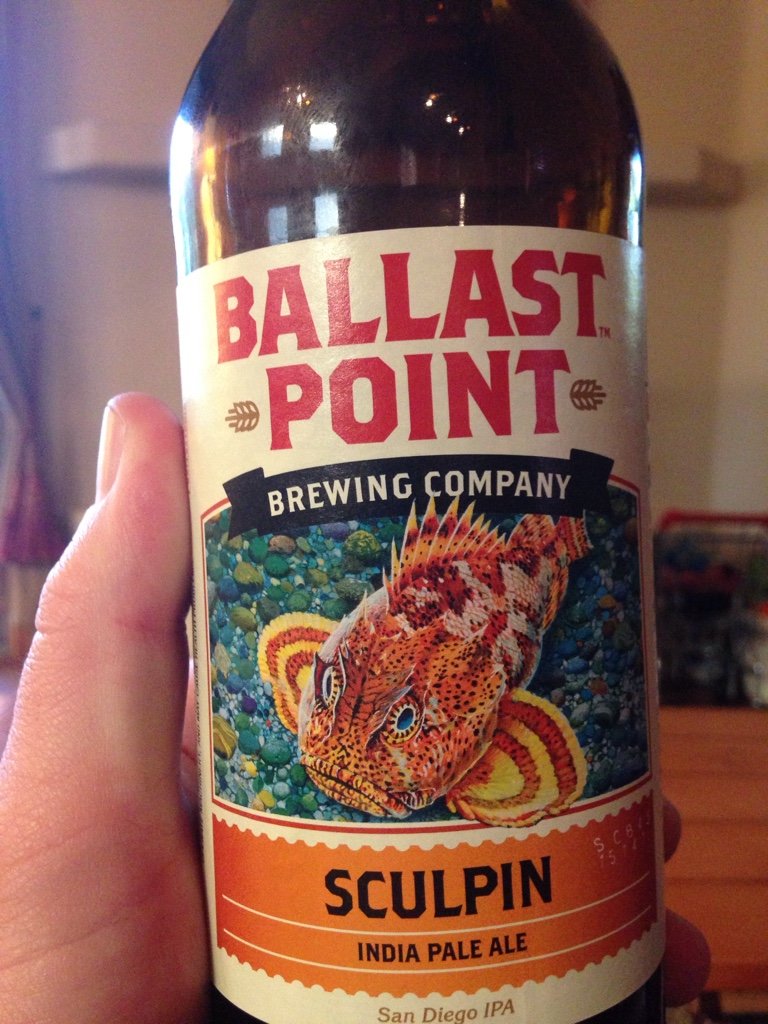 BALLAST™
POINT
BREWING COMPANY
SCULPIN
INDIA PALE ALE
San Diego IPA